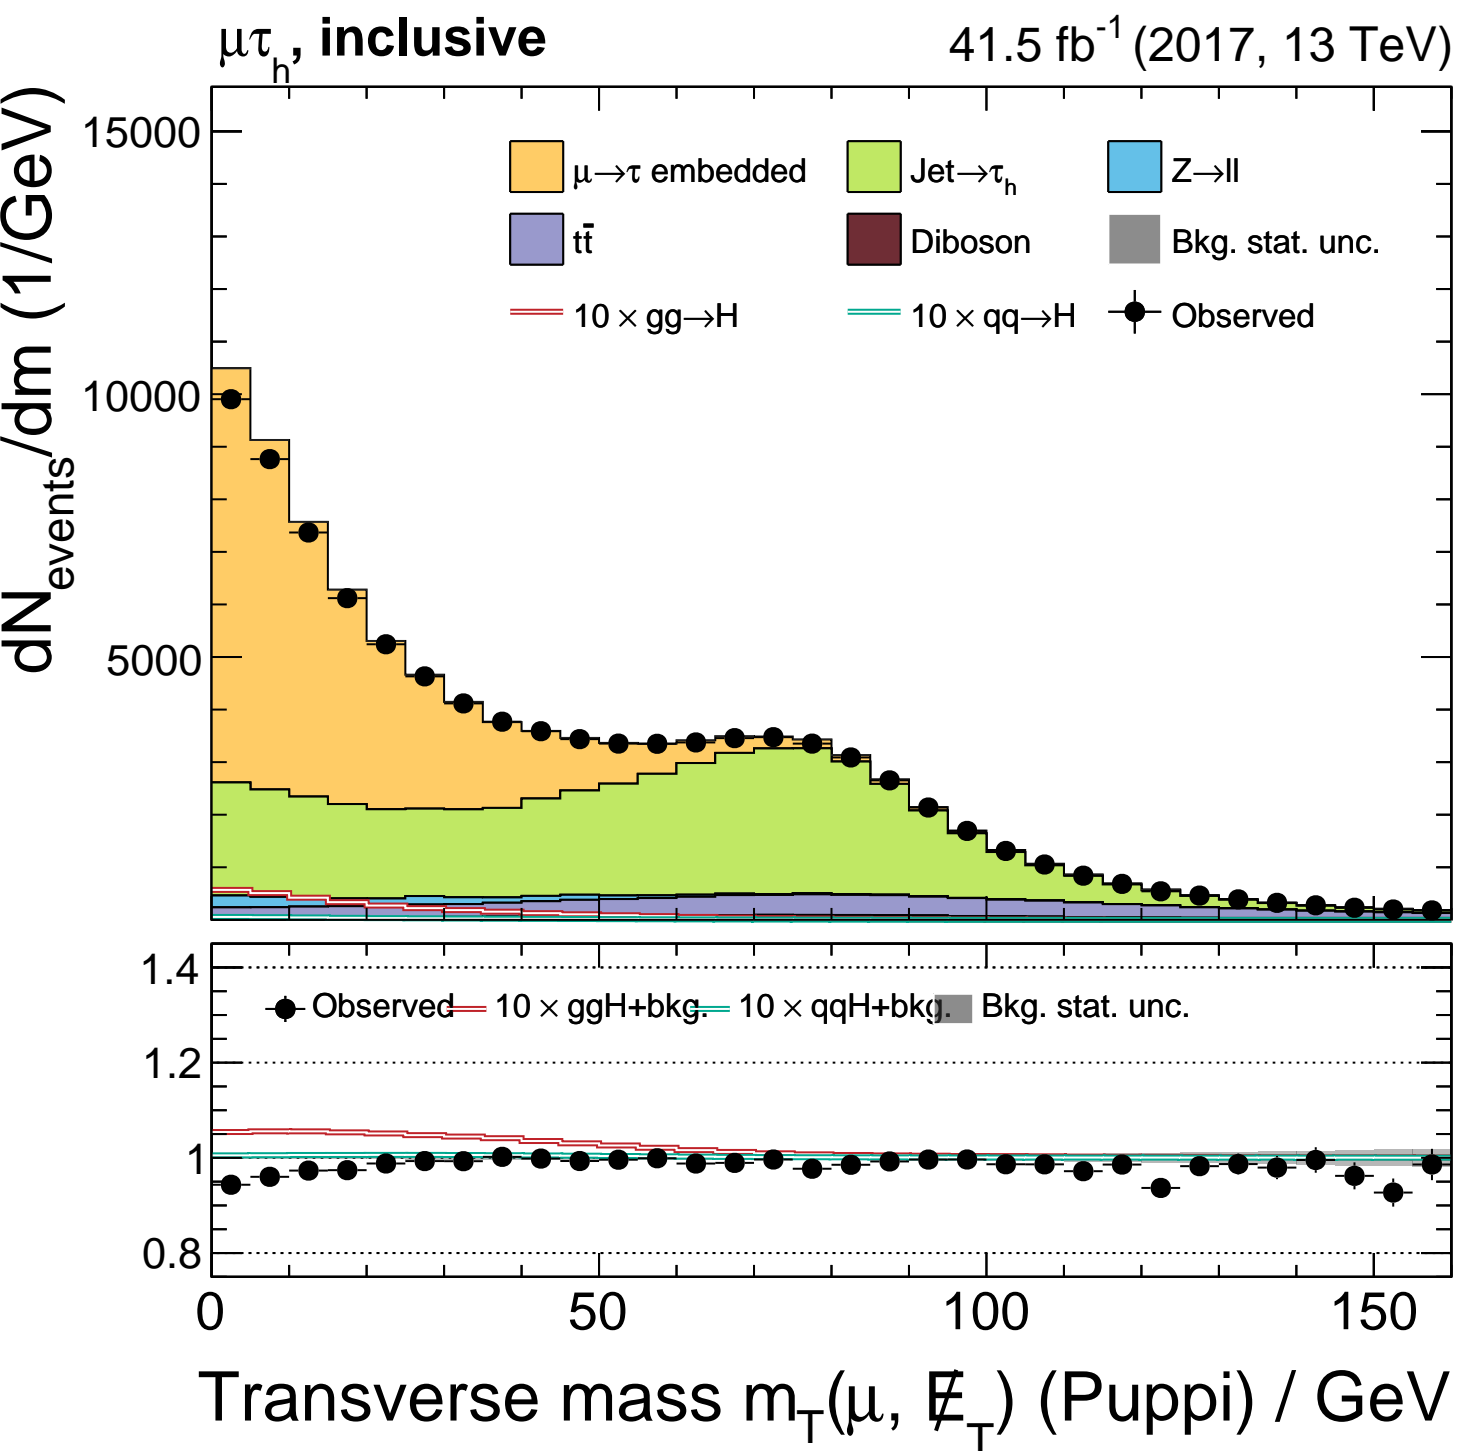 μτh, inclusive 41.5 fb-1 (2017, 13 TeV)
dNevents/dm (1/GeV)
15000
10000
5000
μ→τ embedded Jet→τh Z→ll
tt̄ Diboson Bkg. stat. unc.
10 × gg→H 10 × qq→H Observed
1.4
1.2
1
0.8
Observed 10 × ggH+bkg. 10 × qqH+bkg. Bkg. stat. unc.
0 50 100 150
Transverse mass mT(μ, E̸T) (Puppi) / GeV